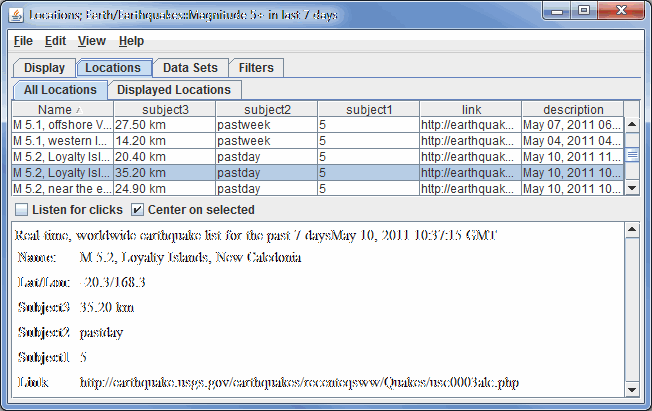 Locations; Earth/Earthquakes::Magnitude 5+ in last 7 days
File Edit View Help
Display Locations Data Sets Filters
All Locations Displayed Locations
Name subject3 subject2 subject1 link description
M 5.1, offshore V... 27.50 km pastweek 5 http://earthquak... May 07, 2011 06...
M 5.1, western I... 14.20 km pastweek 5 http://earthquak... May 04, 2011 04...
M 5.2, Loyalty Isl... 20.40 km pastday 5 http://earthquak... May 10, 2011 11...
M 5.2, Loyalty Isl... 35.20 km pastday 5 http://earthquak... May 10, 2011 10...
M 5.2, near the e... 24.90 km pastday 5 http://earthquak... May 10, 2011 10...
Listen for clicks Center on selected
Real-time, worldwide earthquake list for the past 7 daysMay 10, 2011 10:37:15 GMT
Name: M 5.2, Loyalty Islands, New Caledonia
Lat/Lon: -20.3/168.3
Subject3 35.20 km
Subject2 pastday
Subject1 5
Link http://earthquake.usgs.gov/earthquakes/recenteqsww/Quakes/usc0003alc.php